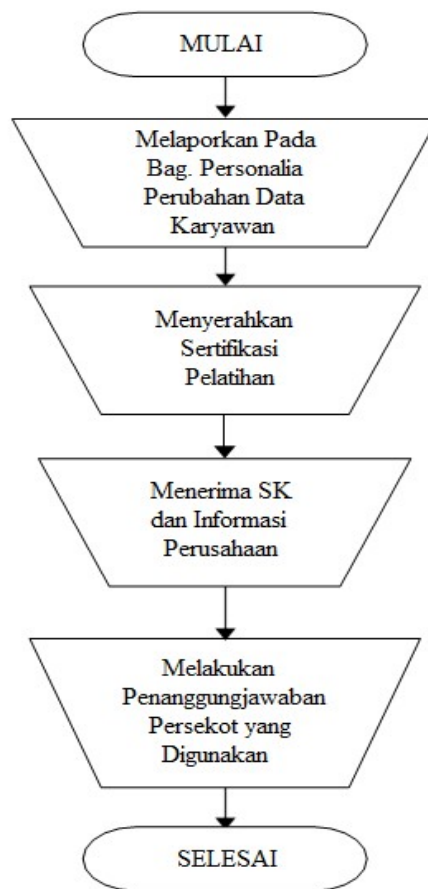 MULAI
Melaporkan Pada
Bag. Personalia
Perubahan Data
Karyawan
Menyerahkan
Sertifikasi
Pelatihan
Menerima SK
dan Informasi
Perusahaan
Melakukan
Penanggungjawaban
Persekot yang
Digunakan
SELESAI